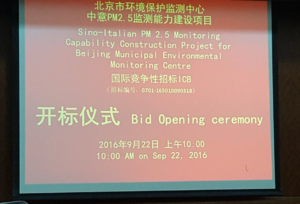 北京市环境保护监测中心
中意PM2.5监测能力建设项目
Sino-Italian PM 2.5 Monitoring
Capability Construction Project for
Beijing Municipal Environmental
Monitoring Centre
国际竞争性招标ICB
开标仪式 Bid Opening ceremony
2016年9月22日 上午10:00
10:00 AM on Sep 22, 2016